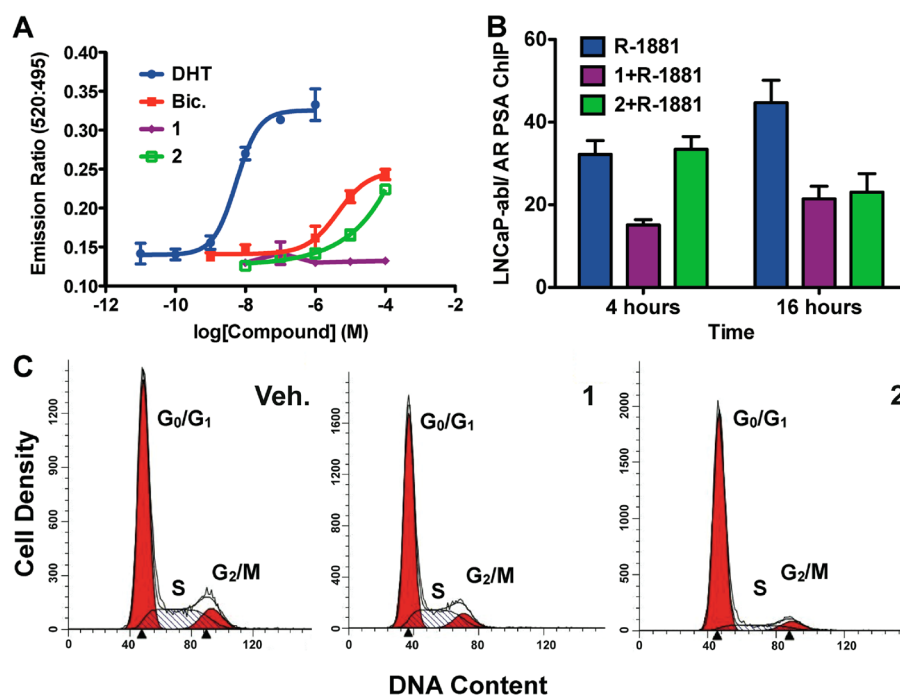 A
Emission Ratio (520:495)
0.40
0.35
0.30
0.25
0.20
0.15
0.10
DHT
Bic.
1
2
-12
-10
-8
-6
-4
-2
log[Compound] (M)
B
LNCaP-abl/ AR PSA ChIP
60
40
20
0
R-1881
1+R-1881
2+R-1881
4 hours
16 hours
Time
C
Cell Density
Veh.
G₀/G₁
S
G₂/M
1200
900
600
300
0
0
40
80
120
1
G₀/G₁
S
G₂/M
1600
1200
800
400
0
0
40
80
120
2
G₀/G₁
S
G₂/M
2000
1500
1000
500
0
0
40
80
120
DNA Content